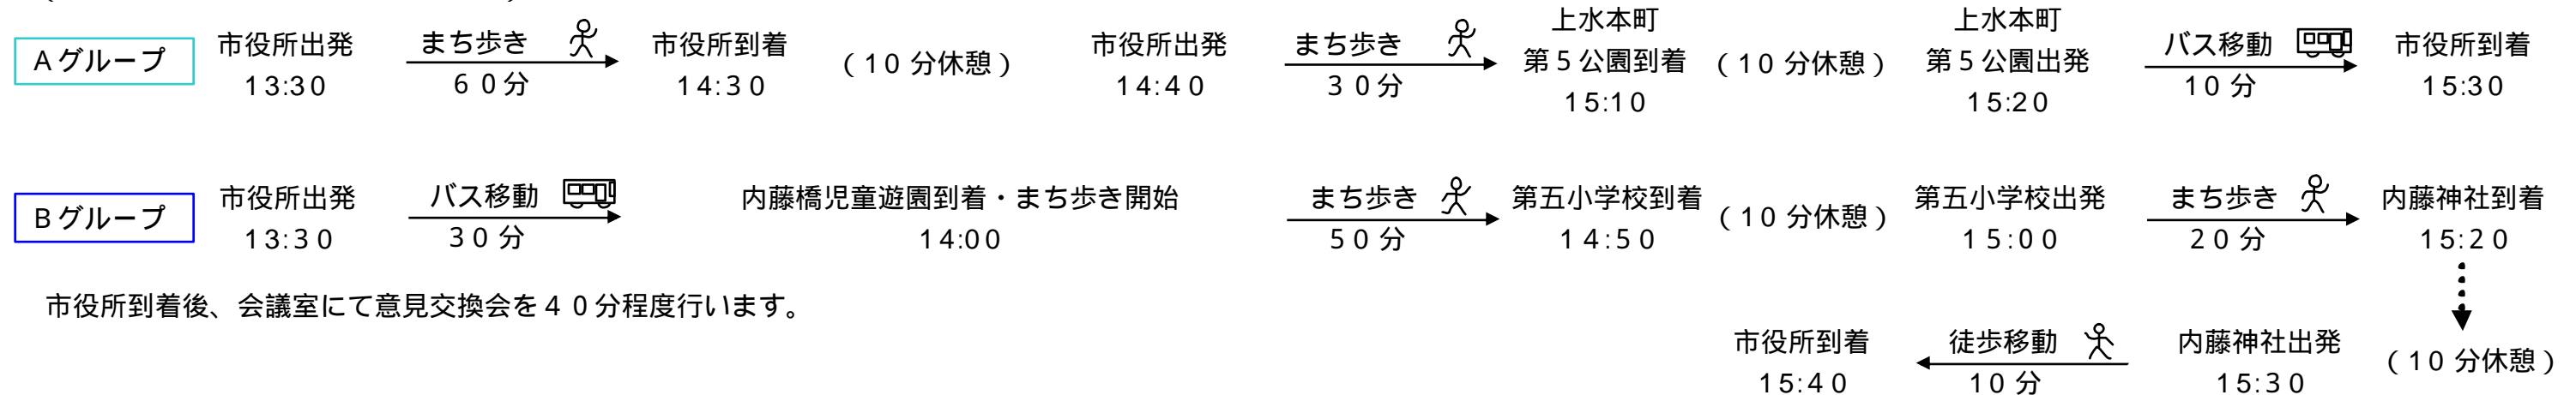 Aグループ
市役所出発
13:30
まち歩き
60分
市役所到着
14:30
（10分休憩）
市役所出発
14:40
まち歩き
30分
上水本町
第5公園到着
15:10
（10分休憩）
上水本町
第5公園出発
15:20
バス移動
10分
市役所到着
15:30
Bグループ
市役所出発
13:30
バス移動
30分
内藤橋児童遊園到着・まち歩き開始
14:00
まち歩き
50分
第五小学校到着
14:50
（10分休憩）
第五小学校出発
15:00
まち歩き
20分
内藤神社到着
15:20
（10分休憩）
内藤神社出発
15:30
徒歩移動
10分
市役所到着
15:40
市役所到着後、会議室にて意見交換会を40分程度行います。